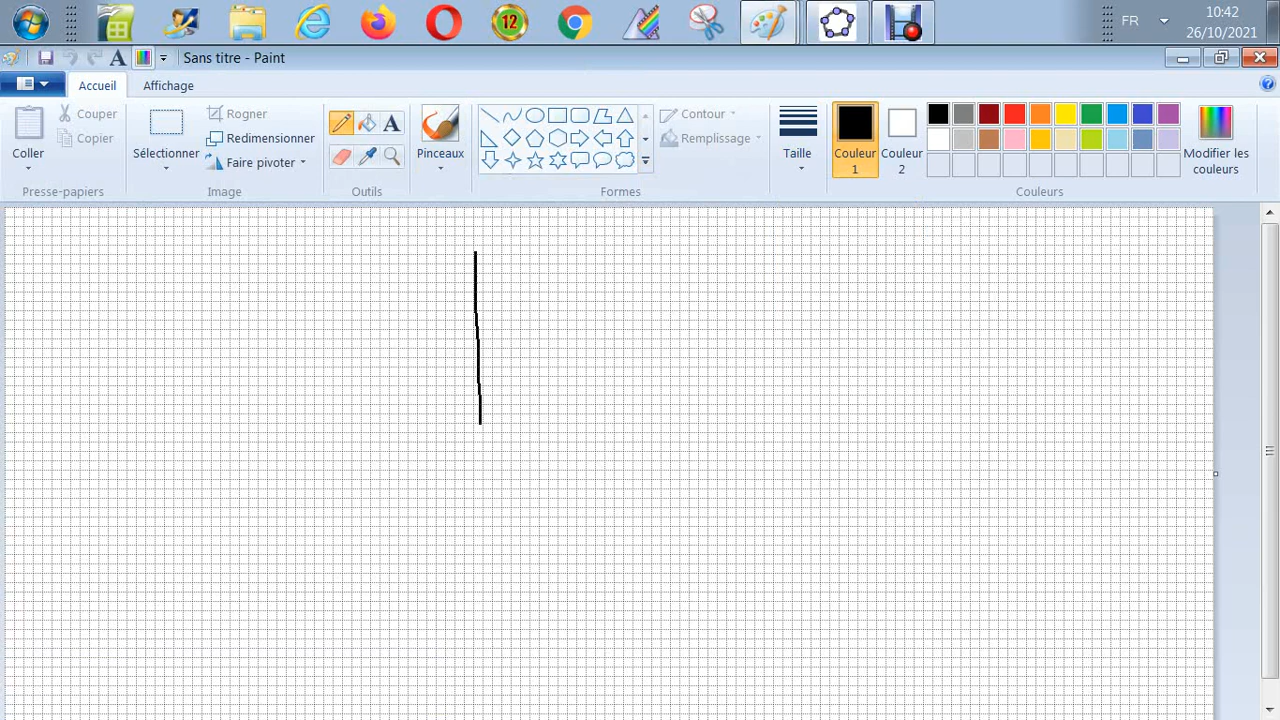 12
FR
10:42
26/10/2021
A
Sans titre - Paint
Accueil
Affichage
Coller
Couper
Copier
Presse-papiers
Sélectionner
Rogner
Redimensionner
Faire pivoter
Image
A
Outils
Pinceaux
Contour
Remplissage
Formes
Taille
Couleur
1
Couleur
2
Modifier les
couleurs
Couleurs